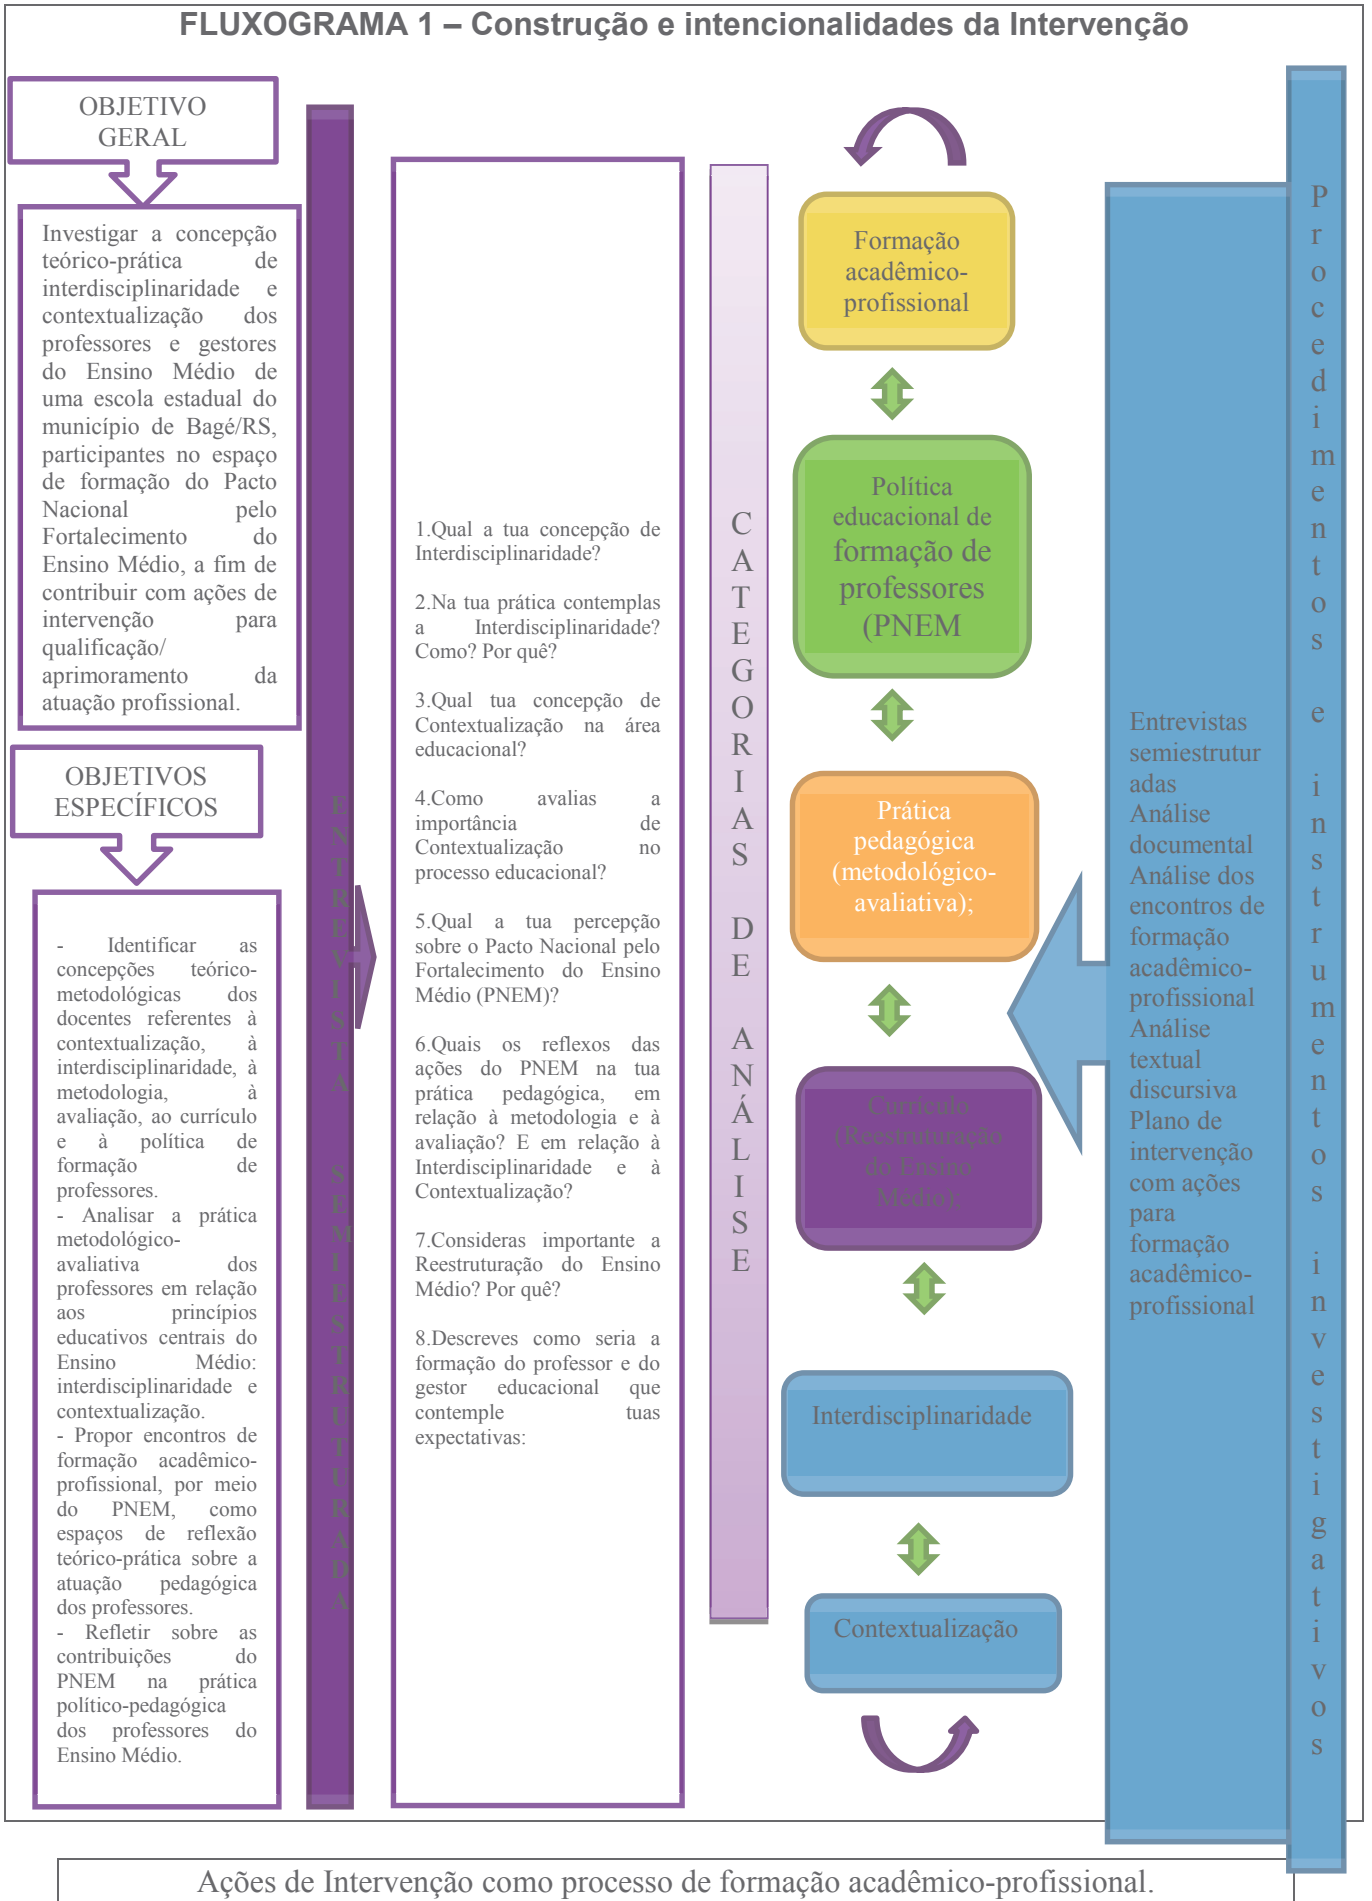 FLUXOGRAMA 1 – Construção e intencionalidades da Intervenção
OBJETIVO
GERAL
Investigar a concepção
teórico-prática de
interdisciplinaridade e
contextualização dos
professores e gestores
do Ensino Médio de
uma escola estadual do
município de Bagé/RS,
participantes no espaço
de formação do Pacto
Nacional pelo
Fortalecimento do
Ensino Médio, a fim de
contribuir com ações de
intervenção para
qualificação/
aprimoramento da
atuação profissional.
OBJETIVOS
ESPECÍFICOS
- Identificar as
concepções teórico-
metodológicas dos
docentes referentes à
contextualização, à
interdisciplinaridade, à
metodologia, à
avaliação, ao currículo
e à política de
formação de
professores.
- Analisar a prática
metodológico-
avaliativa dos
professores em relação
aos princípios
educativos centrais do
Ensino Médio:
interdisciplinaridade e
contextualização.
- Propor encontros de
formação acadêmico-
profissional, por meio
do PNEM, como
espaços de reflexão
teórico-prática sobre a
atuação pedagógica
dos professores.
- Refletir sobre as
contribuições do
PNEM na prática
político-pedagógica
dos professores do
Ensino Médio.
ENTREVISTA SEMIESTRUTURADA
1.Qual a tua concepção de
Interdisciplinaridade?
2.Na tua prática contemplas
a Interdisciplinaridade?
Como? Por quê?
3.Qual tua concepção de
Contextualização na área
educacional?
4.Como avalias a
importância de
Contextualização no
processo educacional?
5.Qual a tua percepção
sobre o Pacto Nacional pelo
Fortalecimento do Ensino
Médio (PNEM)?
6.Quais os reflexos das
ações do PNEM na tua
prática pedagógica, em
relação à metodologia e à
avaliação? E em relação à
Interdisciplinaridade e à
Contextualização?
7.Consideras importante a
Reestruturação do Ensino
Médio? Por quê?
8.Descreves como seria a
formação do professor e do
gestor educacional que
contemple tuas
expectativas:
CATEGORIAS DE ANÁLISE
Formação
acadêmico-
profissional
Política
educacional de
formação de
professores
(PNEM
Prática
pedagógica
(metodológico-
avaliativa);
Currículo
(Reestruturação
do Ensino
Médio);
Interdisciplinaridade
Contextualização
Entrevistas
semiestrutur
adas
Análise
documental
Análise dos
encontros de
formação
acadêmico-
profissional
Análise
textual
discursiva
Plano de
intervenção
com ações
para
formação
acadêmico-
profissional
Procedimentos e instrumentos investigativos
Ações de Intervenção como processo de formação acadêmico-profissional.